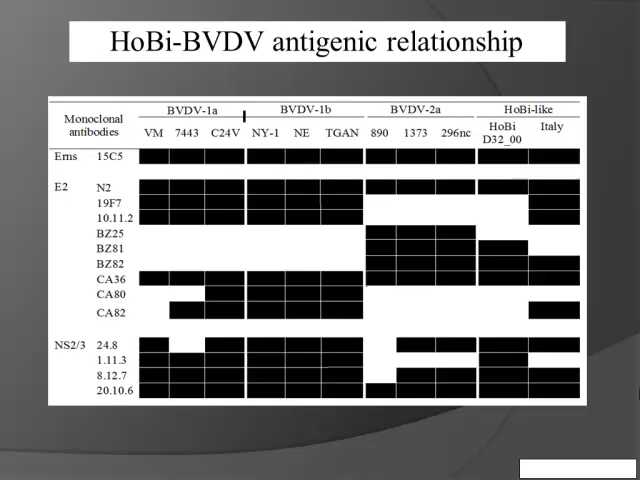 HoBi-BVDV antigenic relationship
Monoclonal antibodies BVDV-1a BVDV-1b BVDV-2a HoBi-like
VM 7443 C24V NY-1 NE TGAN 890 1373 296nc HoBi D32_00 Italy
Erns 15C5
E2 N2
19F7
10.11.2
BZ25
BZ81
BZ82
CA36
CA80
CA82
NS2/3 24.8
1.11.3
8.12.7
20.10.6